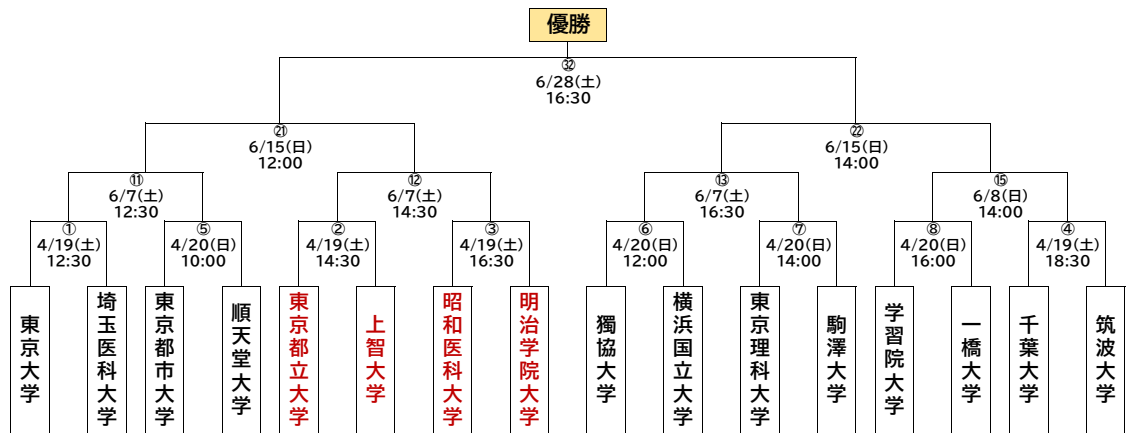 優勝
㉜
6/28(土)
16:30
㉑
6/15(日)
12:00
㉒
6/15(日)
14:00
⑪
6/7(土)
12:30
⑫
6/7(土)
14:30
⑬
6/7(土)
16:30
⑮
6/8(日)
14:00
①
4/19(土)
12:30
⑤
4/20(日)
10:00
②
4/19(土)
14:30
③
4/19(土)
16:30
⑥
4/20(日)
12:00
⑦
4/20(日)
14:00
⑧
4/20(日)
16:00
④
4/19(土)
18:30
東京大学
埼玉医科大学
東京都市大学
順天堂大学
東京都立大学
上智大学
昭和医科大学
明治学院大学
獨協大学
横浜国立大学
東京理科大学
駒澤大学
学習院大学
一橋大学
千葉大学
筑波大学